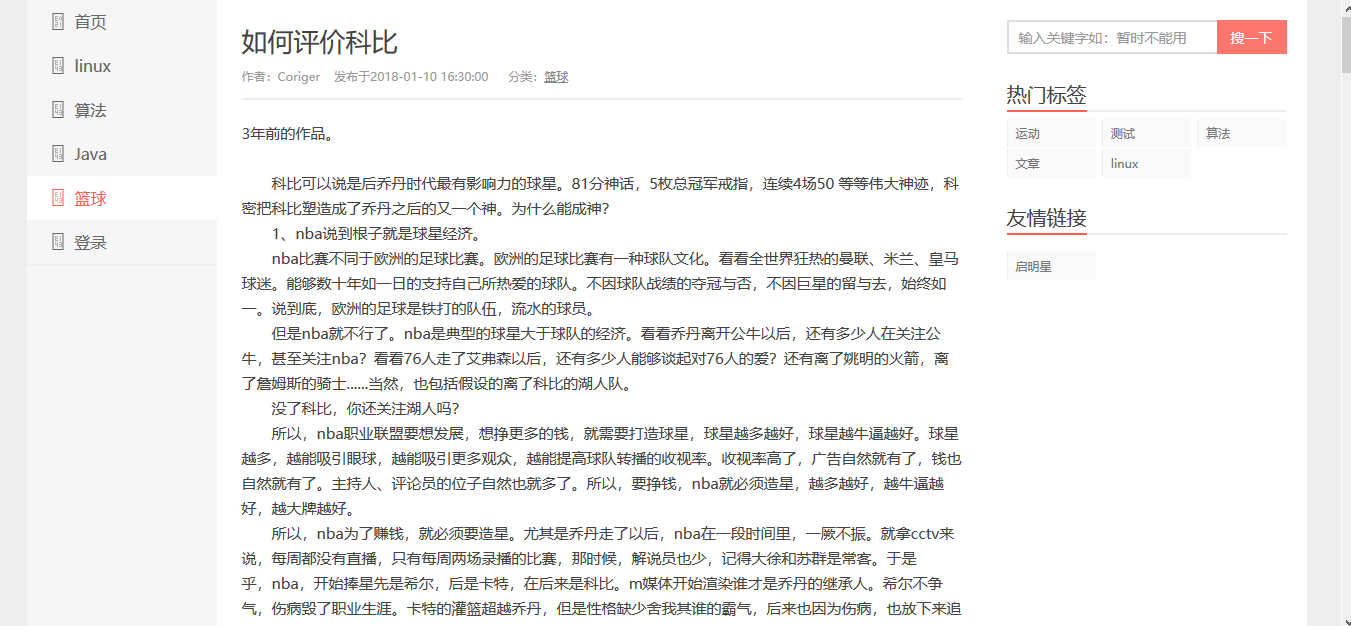 首页
linux
算法
Java
篮球
登录
如何评价科比
作者：Coriger 发布于2018-01-10 16:30:00 分类：篮球
3年前的作品。
科比可以说是后乔丹时代最有影响力的球星。81分神话，5枚总冠军戒指，连续4场50 等等伟大神迹，科
密把科比塑造成了乔丹之后的又一个神。为什么能成神？
1、nba说到根子就是球星经济。
nba比赛不同于欧洲的足球比赛。欧洲的足球比赛有一种球队文化。看看全世界狂热的曼联、米兰、皇马
球迷。能够数十年如一日的支持自己所热爱的球队。不因球队战绩的夺冠与否，不因巨星的留与去，始终如
一。说到底，欧洲的足球是铁打的队伍，流水的球员。
但是nba就不行了。nba是典型的球星大于球队的经济。看看乔丹离开公牛以后，还有多少人在关注公
牛，甚至关注nba？看看76人走了艾弗森以后，还有多少人能够谈起对76人的爱？还有离了姚明的火箭，离
了詹姆斯的骑士......当然，也包括假设的离了科比的湖人队。
没了科比，你还关注湖人吗？
所以，nba职业联盟要想发展，想挣更多的钱，就需要打造球星，球星越多越好，球星越牛逼越好。球星
越多，越能吸引眼球，越能吸引更多观众，越能提高球队转播的收视率。收视率高了，广告自然就有了，钱也
自然就有了。主持人、评论员的位子自然也就多了。所以，要挣钱，nba就必须造星，越多越好，越牛逼越
好，越大牌越好。
所以，nba为了赚钱，就必须要造星。尤其是乔丹走了以后，nba在一段时间里，一厥不振。就拿cctv来
说，每周都没有直播，只有每周两场录播的比赛，那时候，解说员也少，记得大徐和苏群是常客。于是
乎，nba，开始捧星先是希尔，后是卡特，在后来是科比。m媒体开始渲染谁才是乔丹的继承人。希尔不争
气，伤病毁了职业生涯。卡特的灌篮超越乔丹，但是性格缺少舍我其谁的霸气，后来也因为伤病，也放下来追
输入关键字如：暂时不能用
搜一下
热门标签
运动 测试 算法
文章 linux
友情链接
启明星